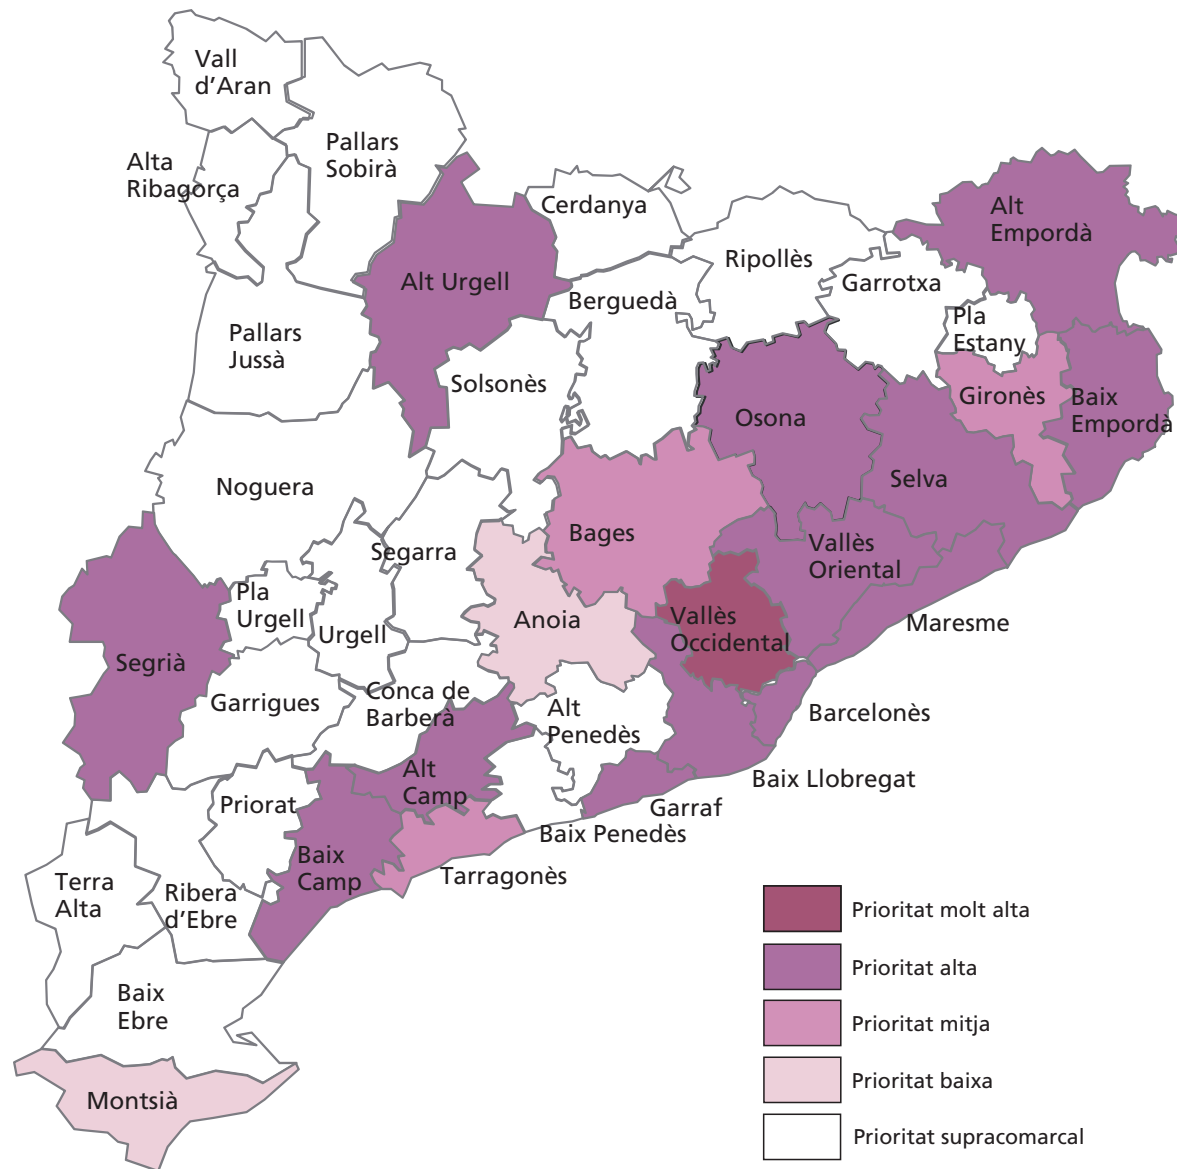 Vall
d’Aran
Pallars
Sobirà
Alta
Ribagorça
Cerdanya
Alt
Empordà
Ripollès
Garrotxa
Alt Urgell
Berguedà
Pla
Estany
Pallars
Jussà
Solsonès
Gironès
Baix
Empordà
Osona
Noguera
Selva
Bages
Segarra
Vallès
Oriental
Pla
Urgell
Urgell
Anoia
Vallès
Occidental
Maresme
Segrià
Garrigues
Conca de
Barberà
Alt
Penedès
Barcelonès
Alt
Camp
Baix Llobregat
Priorat
Garraf
Baix Penedès
Baix
Camp
Tarragonès
Terra
Alta
Ribera
d’Ebre
Baix
Ebre
Montsià
Prioritat molt alta
Prioritat alta
Prioritat mitja
Prioritat baixa
Prioritat supracomarcal